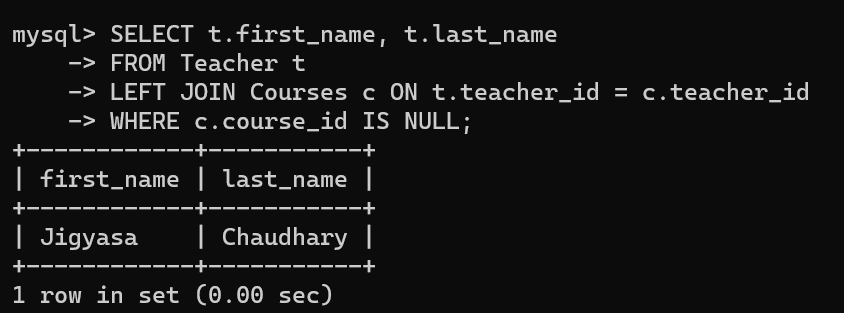 mysql> SELECT t.first_name, t.last_name
    -> FROM Teacher t
    -> LEFT JOIN Courses c ON t.teacher_id = c.teacher_id
    -> WHERE c.course_id IS NULL;
+------------+-----------+
| first_name | last_name |
+------------+-----------+
| Jigyasa    | Chaudhary |
+------------+-----------+
1 row in set (0.00 sec)